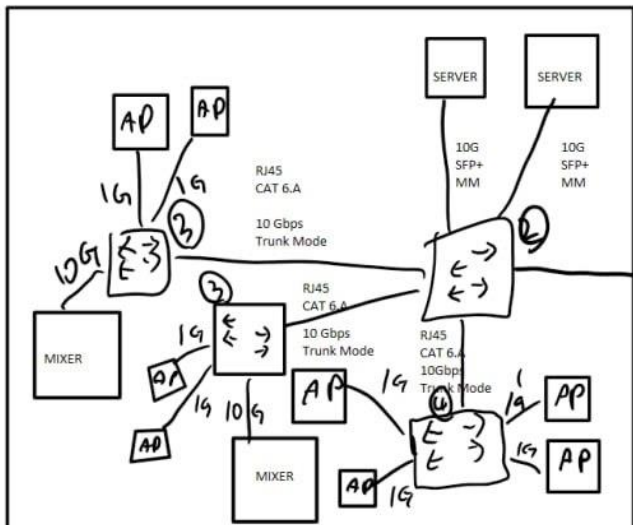 SERVER
SERVER
AP
AP
10G
SFP+
MM
10G
SFP+
MM
1G
1G
RJ45
CAT 6.A
10 Gbps
Trunk Mode
3
10G
MIXER
3
RJ45
CAT 6.A
10 Gbps
Trunk Mode
1G
AP
1G
AP
10G
MIXER
RJ45
CAT 6.A
10Gbps
Trunk Mode
4
AP
1G
AP
1G
1G
AP
1G
AP